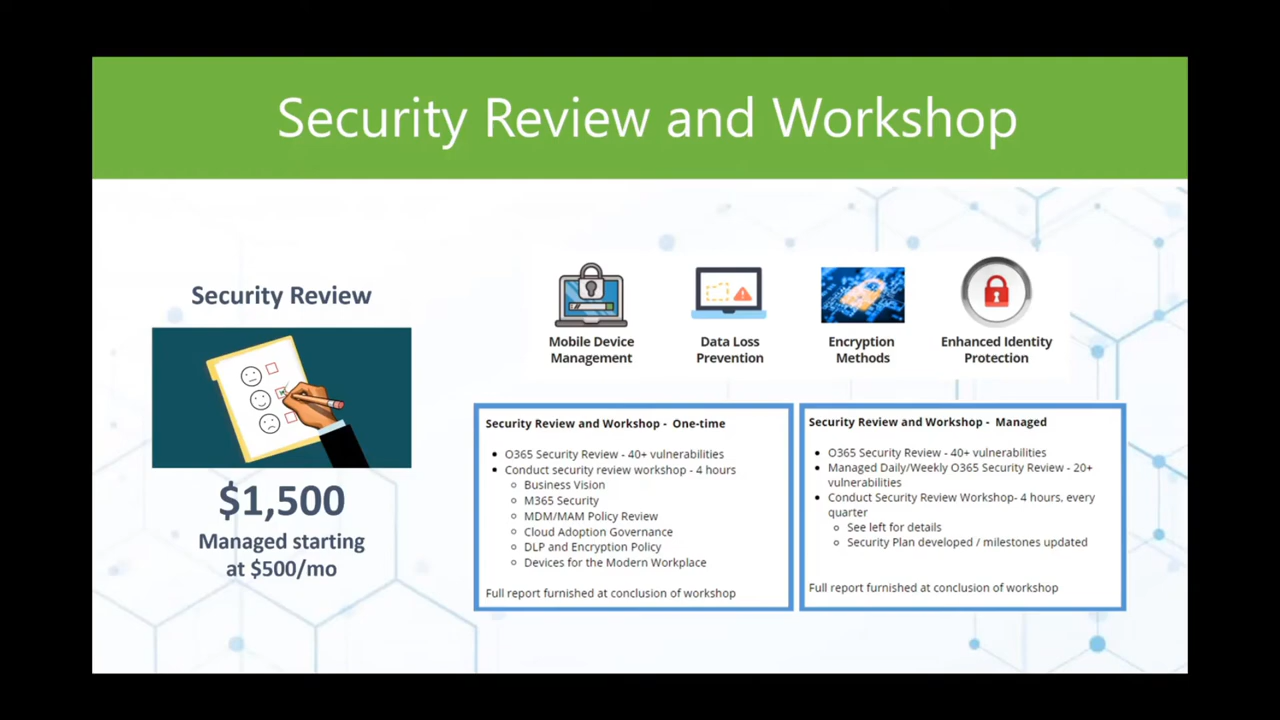 Security Review and Workshop
Security Review
$1,500
Managed starting
at $500/mo
Mobile Device
Management
Data Loss
Prevention
Encryption
Methods
Enhanced Identity
Protection
Security Review and Workshop -  One-time
• O365 Security Review - 40+ vulnerabilities
• Conduct security review workshop - 4 hours
○ Business Vision
○ M365 Security
○ MDM/MAM Policy Review
○ Cloud Adoption Governance
○ DLP and Encryption Policy
○ Devices for the Modern Workplace
Full report furnished at conclusion of workshop
Security Review and Workshop -  Managed
• O365 Security Review - 40+ vulnerabilities
• Managed Daily/Weekly O365 Security Review - 20+
vulnerabilities
• Conduct Security Review Workshop- 4 hours, every
quarter
○ See left for details
○ Security Plan developed / milestones updated
Full report furnished at conclusion of workshop